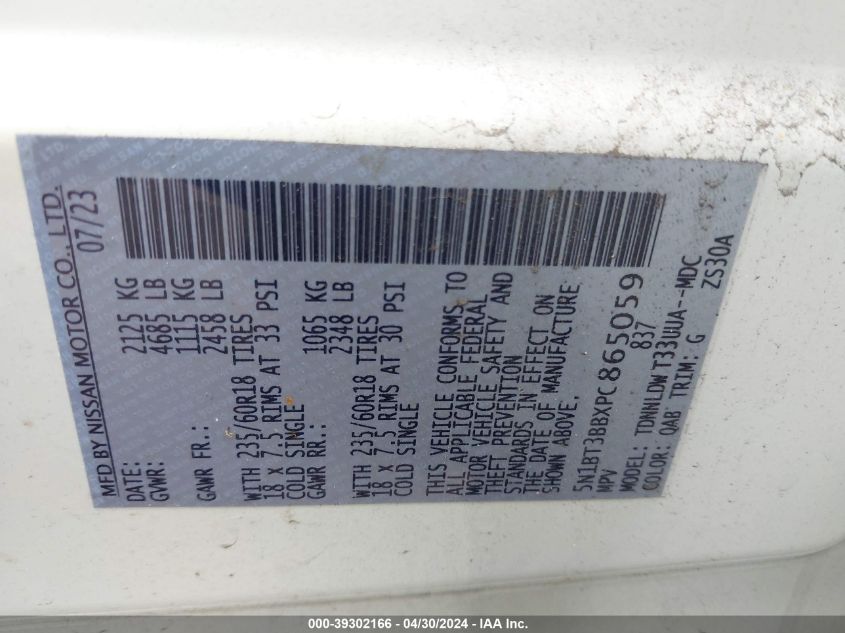 MFD BY NISSAN MOTOR CO., LTD.
DATE: 07/23
GVWR: 2125 KG
4685 LB
GAWR FR.: 1115 KG
2458 LB
WITH 235/60R18 TIRES
18 X 7.5 RIMS AT 33 PSI
COLD SINGLE
GAWR RR.: 1065 KG
2348 LB
WITH 235/60R18 TIRES
18 X 7.5 RIMS AT 30 PSI
COLD SINGLE
THIS VEHICLE CONFORMS TO
ALL APPLICABLE FEDERAL
MOTOR VEHICLE SAFETY AND
THEFT PREVENTION
STANDARDS IN EFFECT ON
THE DATE OF MANUFACTURE
SHOWN ABOVE.
5N1BT3BBXPC865059
MPV 837
MODEL: TDNNLDW T33UUA--MDC
COLOR: QAB TRIM: G ZS30A
000-39302166 - 04/30/2024 - IAA Inc.